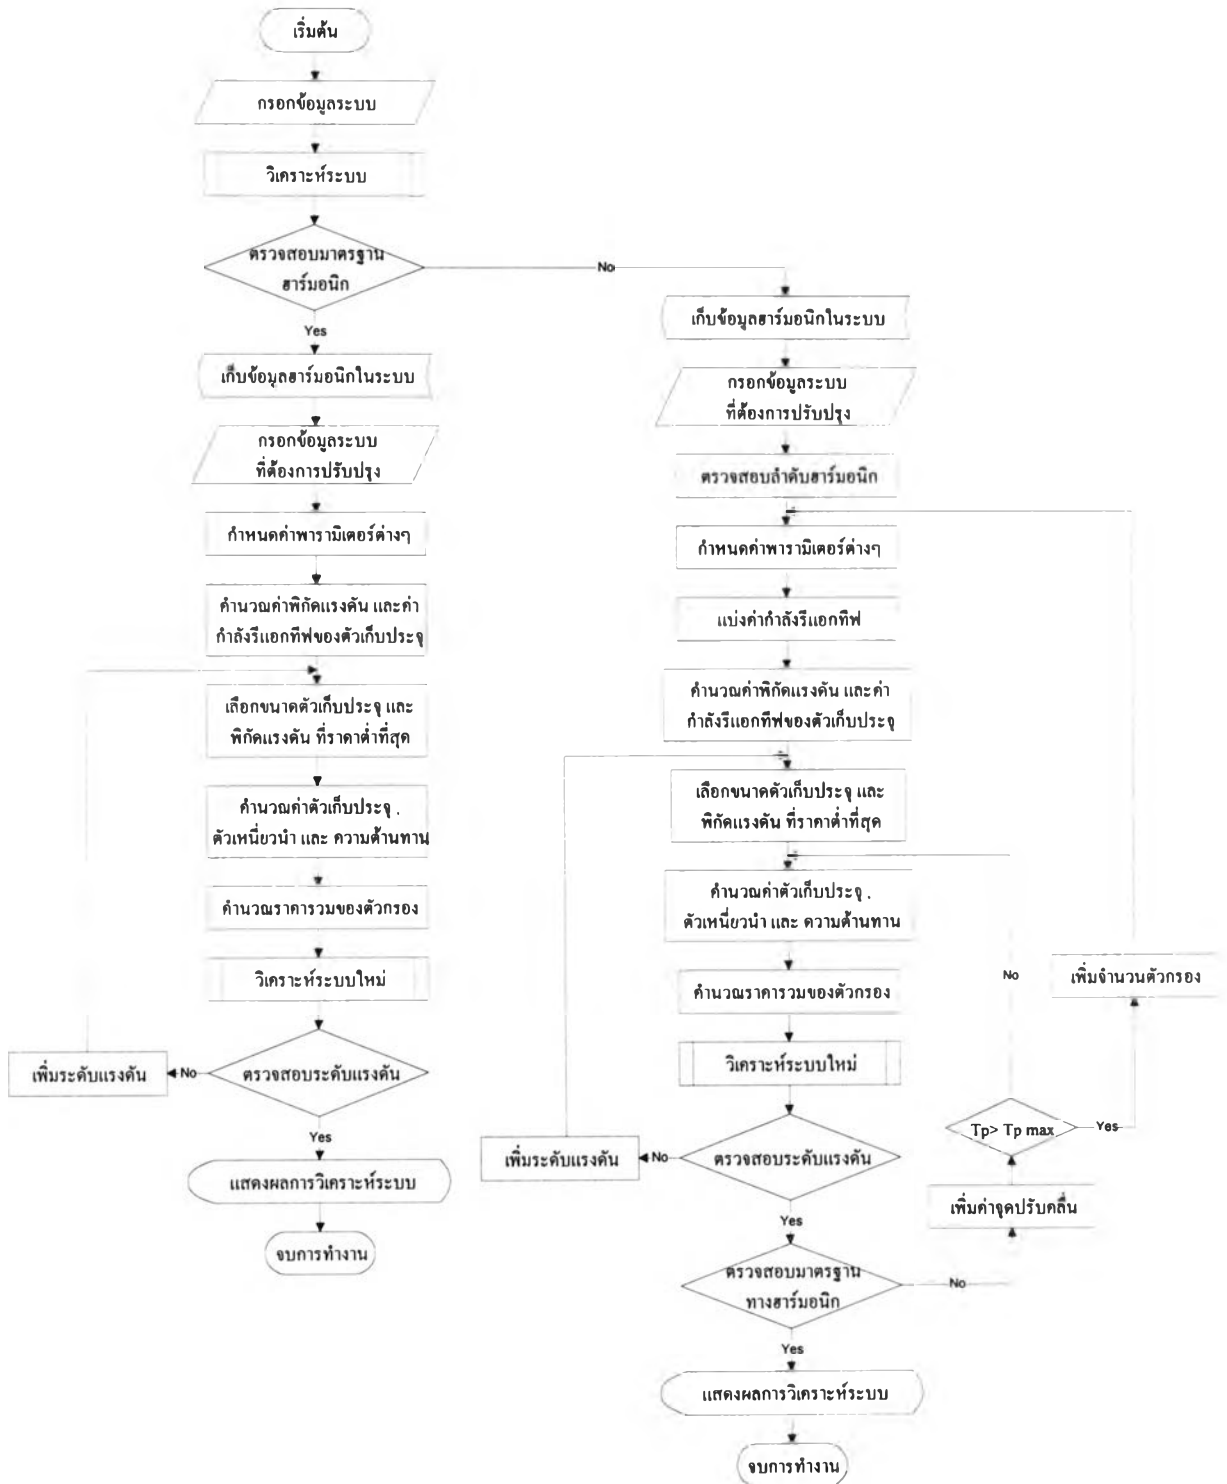 เริ่มต้น
กรอกข้อมูลระบบ
วิเคราะห์ระบบ
ตรวจสอบมาตรฐาน
ฮาร์มอนิก
No
Yes
เก็บข้อมูลฮาร์มอนิกในระบบ
กรอกข้อมูลระบบ
ที่ต้องการปรับปรุง
กำหนดค่าพารามิเตอร์ต่างๆ
คำนวณค่าพิกัดแรงดัน และค่า
กำลังรีแอกทีฟของตัวเก็บประจุ
เลือกขนาดตัวเก็บประจุ และ
พิกัดแรงดัน ที่ราคาต่ำที่สุด
คำนวณค่าตัวเก็บประจุ ,
ตัวเหนี่ยวนำ และ ความต้านทาน
คำนวณราคารวมของตัวกรอง
วิเคราะห์ระบบใหม่
ตรวจสอบระดับแรงดัน
No
เพิ่มระดับแรงดัน
Yes
แสดงผลการวิเคราะห์ระบบ
จบการทำงาน
เก็บข้อมูลฮาร์มอนิกในระบบ
กรอกข้อมูลระบบ
ที่ต้องการปรับปรุง
ตรวจสอบลำดับฮาร์มอนิก
กำหนดค่าพารามิเตอร์ต่างๆ
แบ่งค่ากำลังรีแอกทีฟ
คำนวณค่าพิกัดแรงดัน และค่า
กำลังรีแอกทีฟของตัวเก็บประจุ
เลือกขนาดตัวเก็บประจุ และ
พิกัดแรงดัน ที่ราคาต่ำที่สุด
คำนวณค่าตัวเก็บประจุ ,
ตัวเหนี่ยวนำ และ ความต้านทาน
คำนวณราคารวมของตัวกรอง
วิเคราะห์ระบบใหม่
ตรวจสอบระดับแรงดัน
No
เพิ่มระดับแรงดัน
Yes
ตรวจสอบมาตรฐาน
ทางฮาร์มอนิก
No
เพิ่มค่าจุดปรับคลื่น
Tp> Tp max
No
Yes
เพิ่มจำนวนตัวกรอง
Yes
แสดงผลการวิเคราะห์ระบบ
จบการทำงาน